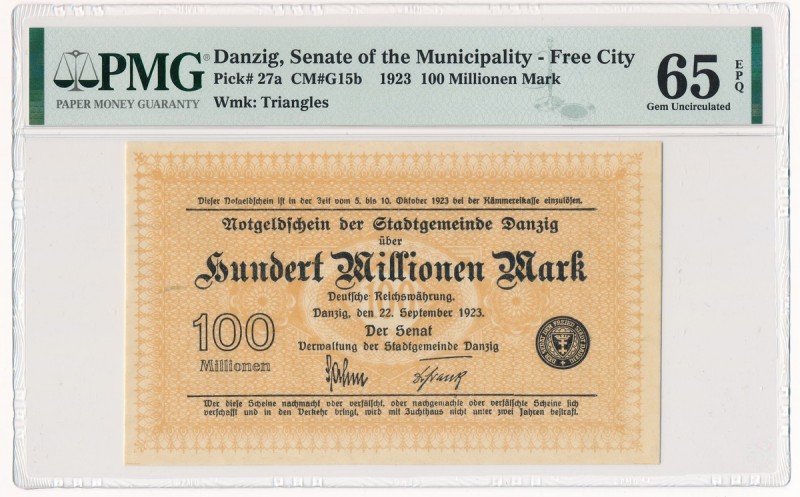 PMG®
PAPER MONEY GUARANTY
Danzig, Senate of the Municipality - Free City
Pick# 27a CM#G15b 1923 100 Millionen Mark
Wmk: Triangles
65 EPQ
Gem Uncirculated
Dieser Notgeldschein ist in der Zeit vom 5. bis 10. Oktober 1923 bei der Kämmereikasse einzulösen.
Notgeldschein der Stadtgemeinde Danzig
über
Hundert Millionen Mark
Deutsche Reichswährung.
Danzig, den 22. September 1923.
Der Senat
Verwaltung der Stadtgemeinde Danzig
100
Millionen
100
Wer diese Scheine nachmacht oder verfälscht, oder nachgemachte oder verfälschte Scheine sich
verschafft und in den Verkehr bringt, wird mit Zuchthaus nicht unter zwei Jahren bestraft.